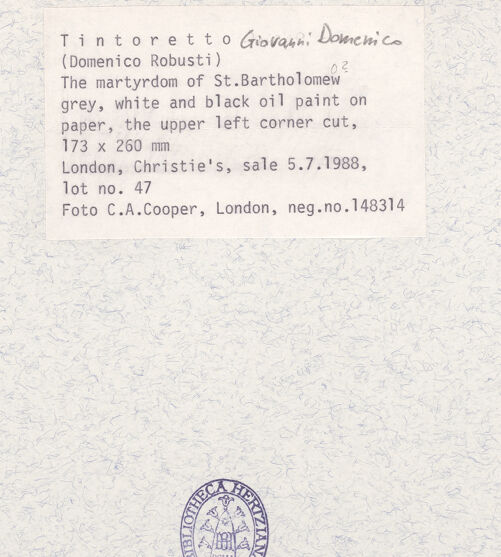 T i n t o r e t t o Giovanni Domenico
(Domenico Robusti)
The martyrdom of St.Bartholomew
grey, white and black oil paint on
paper, the upper left corner cut,
173 x 260 mm
London, Christie's, sale 5.7.1988,
lot no. 47
Foto C.A.Cooper, London, neg.no.148314
BIBLIOTHECA HERTZIAN